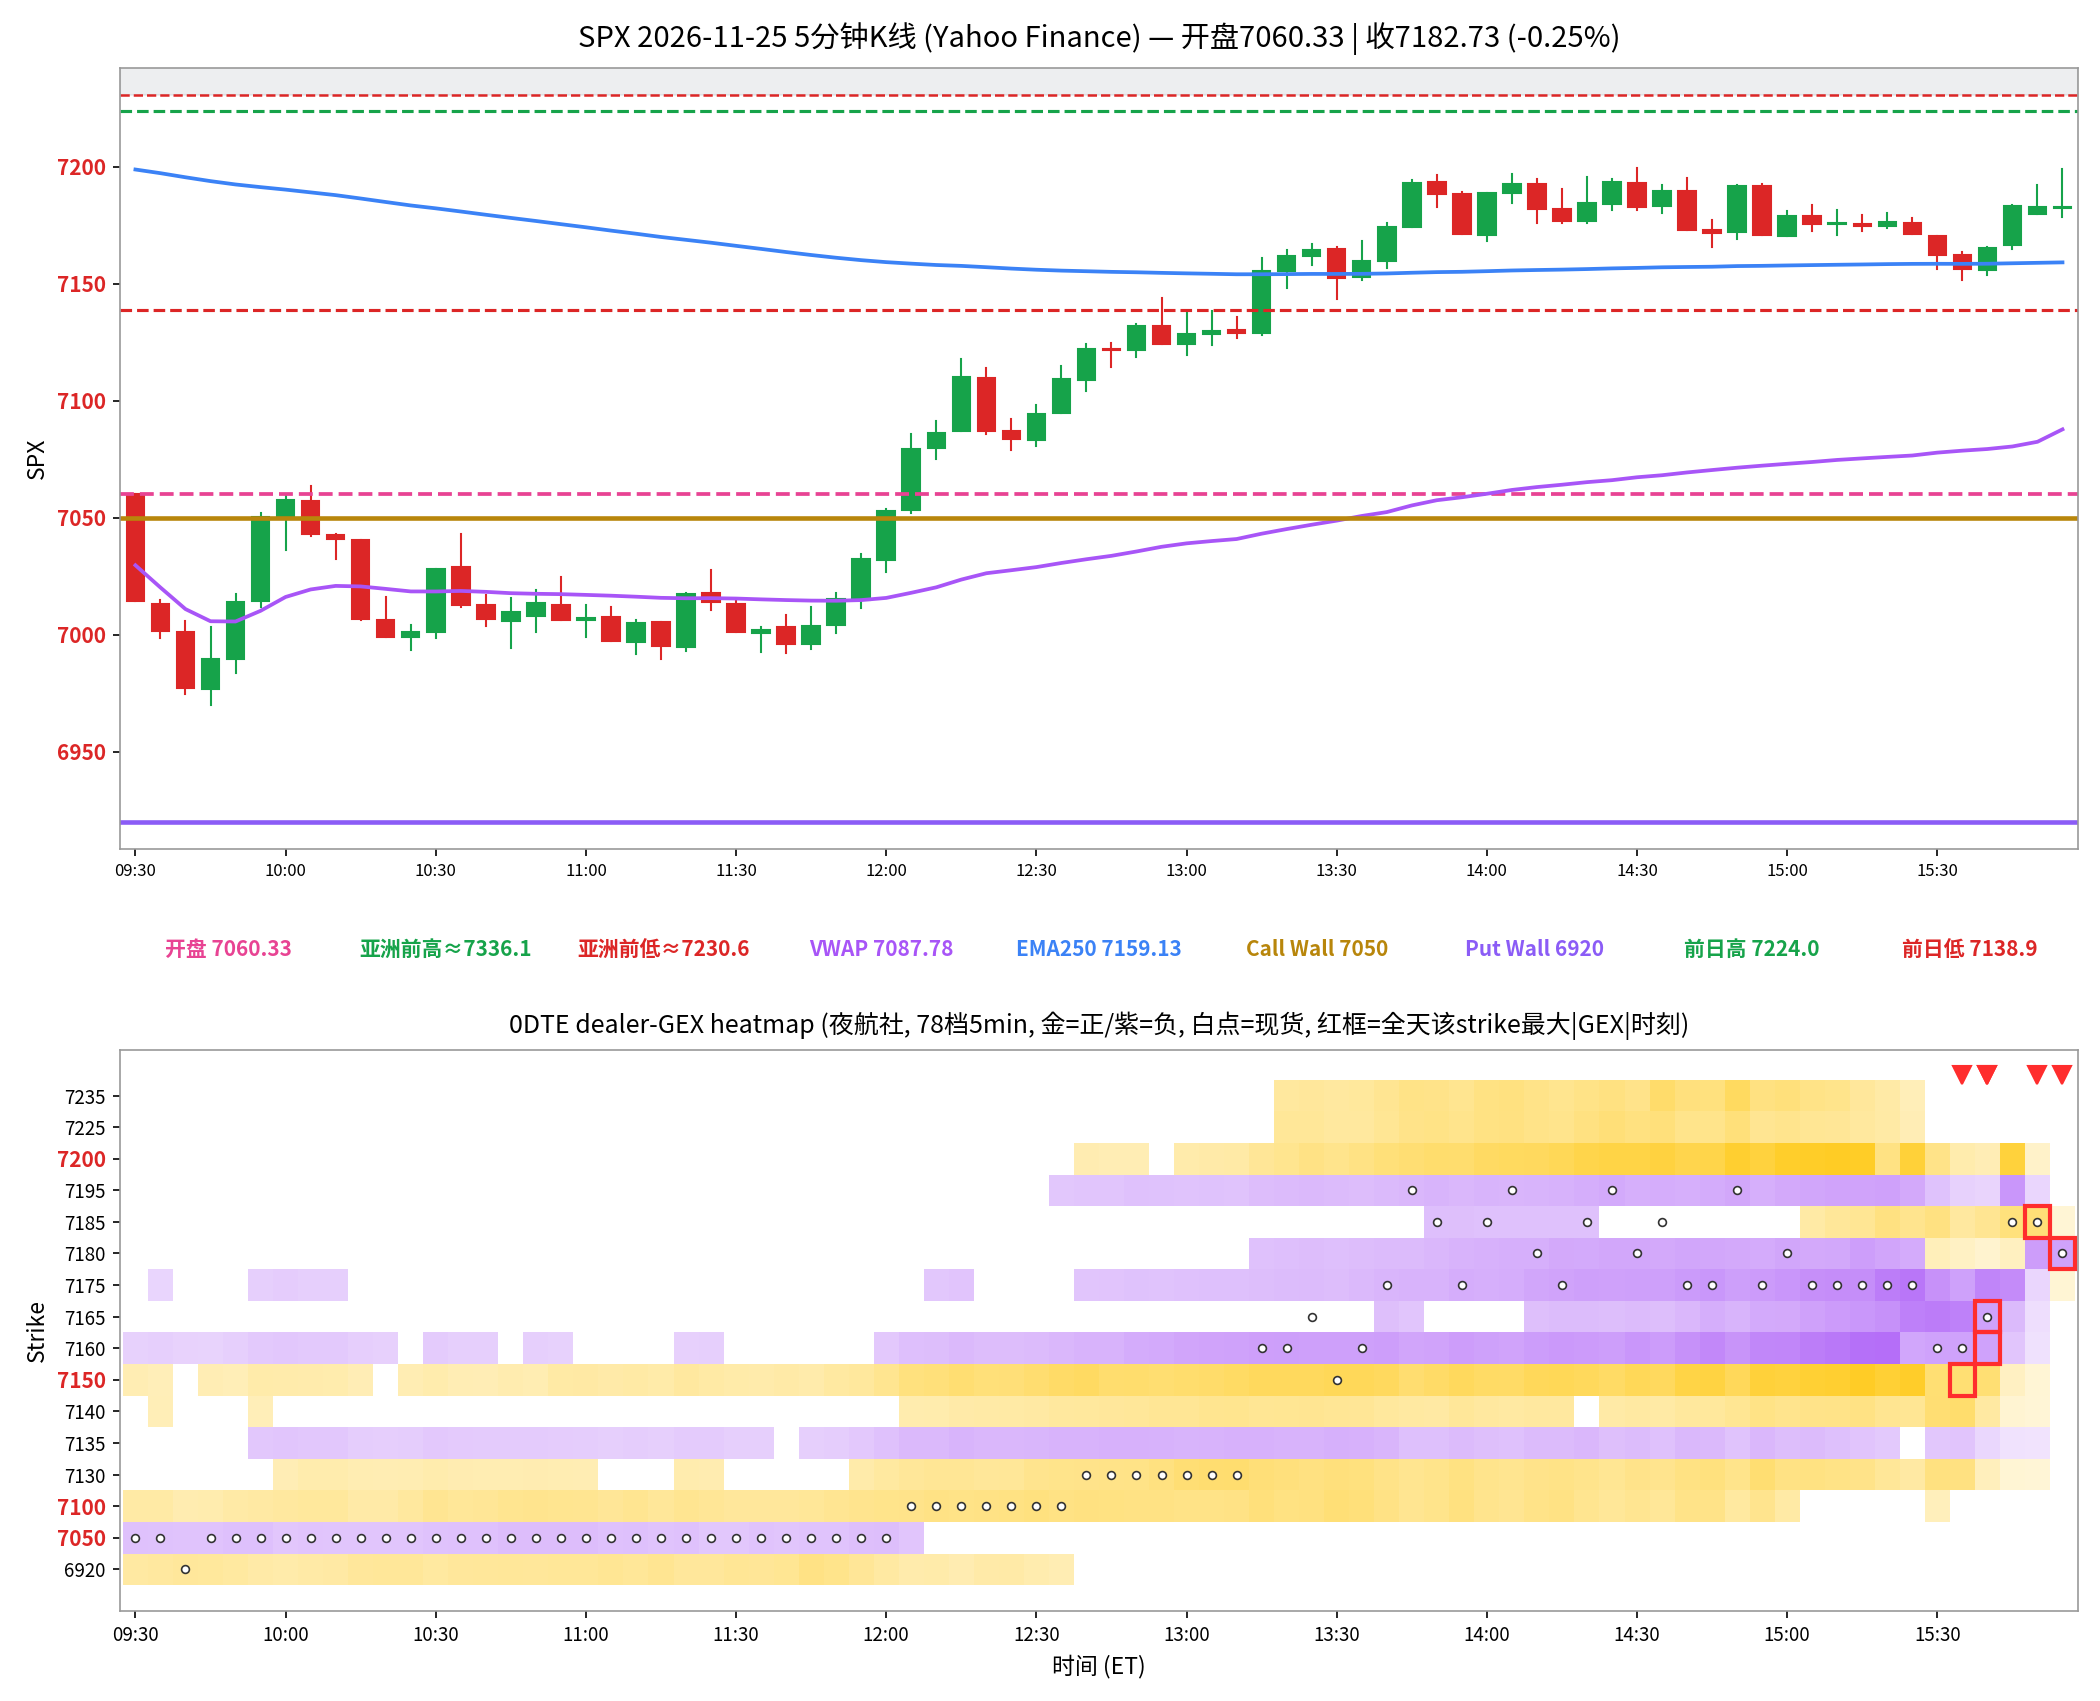 SPX 2026-11-25 5分钟K线 (Yahoo Finance) — 开盘7060.33 | 收7182.73 (-0.25%)
SPX
7200
7150
7100
7050
7000
6950
09:30 10:00 10:30 11:00 11:30 12:00 12:30 13:00 13:30 14:00 14:30 15:00 15:30
开盘 7060.33 亚洲前高≈7336.1 亚洲前低≈7230.6 VWAP 7087.78 EMA250 7159.13 Call Wall 7050 Put Wall 6920 前日高 7224.0 前日低 7138.9
0DTE dealer-GEX heatmap (夜航社, 78档5min, 金=正/紫=负, 白点=现货, 红框=全天该strike最大|GEX|时刻)
Strike
7235
7225
7200
7195
7185
7180
7175
7165
7160
7150
7140
7135
7130
7100
7050
6920
09:30 10:00 10:30 11:00 11:30 12:00 12:30 13:00 13:30 14:00 14:30 15:00 15:30
时间 (ET)